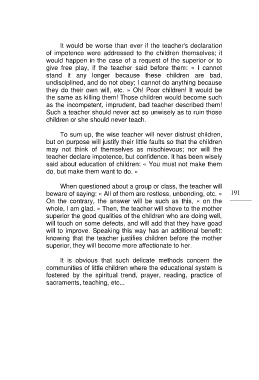 It would be worse than ever if the teacher's declaration
of impotence were addressed to the children themselves; it
would happen in the case of a request of the superior or to
give free play, if the teacher said before them: « I cannot
stand it any longer because these children are bad,
undisciplined, and do not obey; I cannot do anything because
they do their own will, etc. » Oh! Poor children! It would be
the same as killing them! Those children would become such
as the incompetent, imprudent, bad teacher described them!
Such a teacher should never act so unwisely as to ruin those
children or she should never teach.
To sum up, the wise teacher will never distrust children,
but on purpose will justify their little faults so that the children
may not think of themselves as mischievous; nor will the
teacher declare impotence, but confidence. It has been wisely
said about education of children: « You must not make them
do, but make them want to do. »
When questioned about a group or class, the teacher will
beware of saying: « All of them are restless, unbending, etc. »
On the contrary, the answer will be such as this, « on the
whole, I am glad. » Then, the teacher will shove to the mother
superior the good qualities of the children who are doing well,
will touch on some defects, and will add that they have goad
will to improve. Speaking this way has an additional benefit:
knowing that the teacher justifies children before the mother
superior, they will become more affectionate to her.
It is obvious that such delicate methods concern the
communities of little children where the educational system is
fostered by the spiritual trend, prayer, reading, practice of
sacraments, teaching, etc...
191